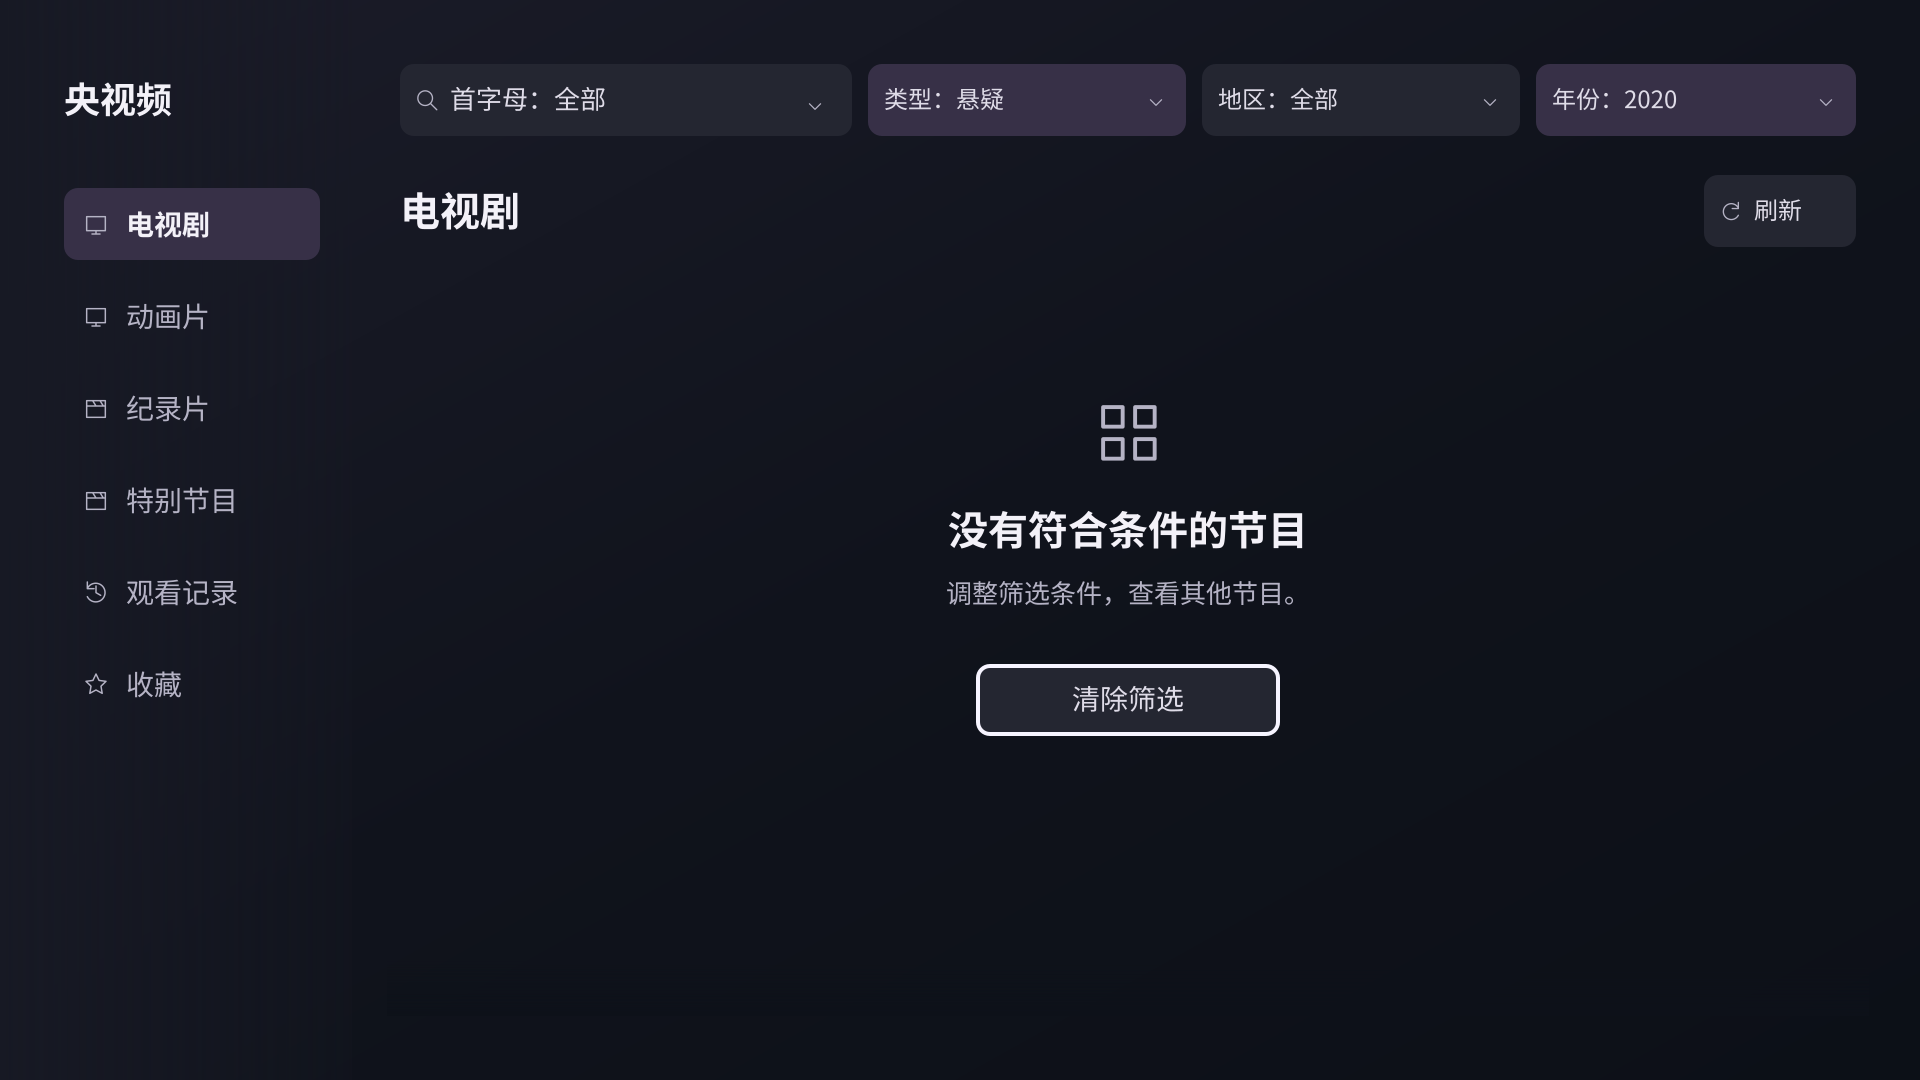 央视频
首字母：全部
类型：悬疑
地区：全部
年份：2020
电视剧
动画片
纪录片
特别节目
观看记录
收藏
电视剧
刷新
没有符合条件的节目
调整筛选条件，查看其他节目。
清除筛选